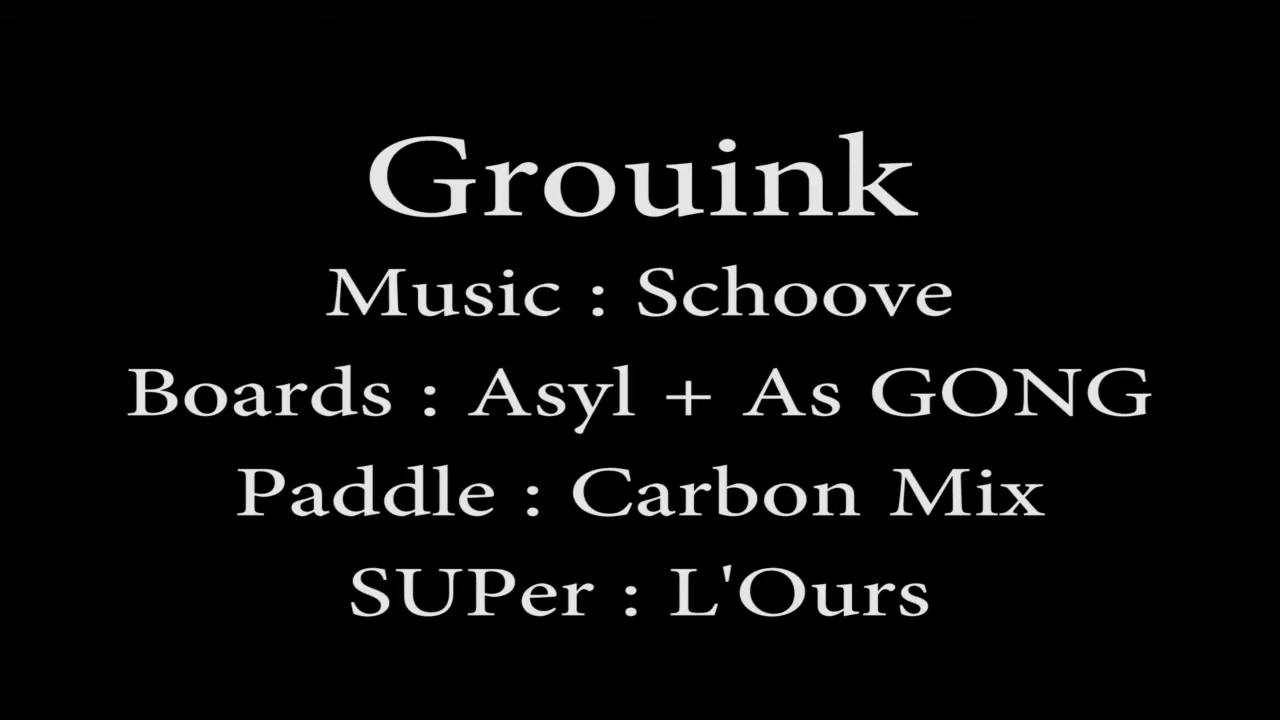 Grouink
Music : Schoove
Boards : Asyl + As GONG
Paddle : Carbon Mix
SUPer : L'Ours